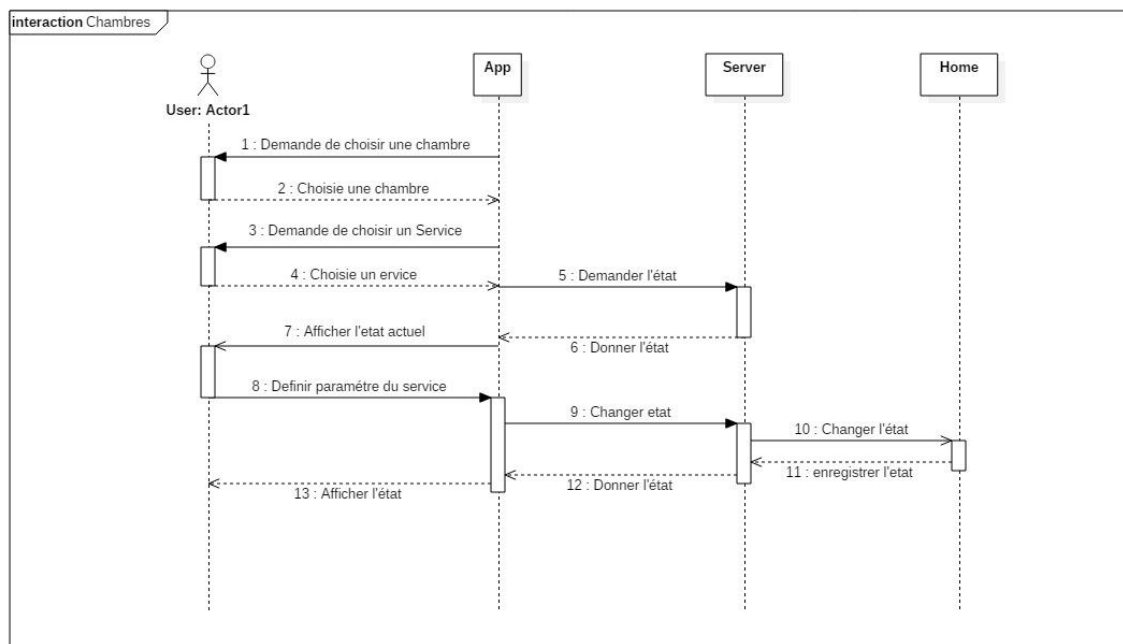 interaction Chambres
User: Actor1
App
Server
Home
1 : Demande de choisir une chambre
2 : Choisie une chambre
3 : Demande de choisir un Service
4 : Choisie un ervice
5 : Demander l'état
6 : Donner l'état
7 : Afficher l'etat actuel
8 : Definir paramétre du service
9 : Changer etat
10 : Changer l'état
11 : enregistrer l'etat
12 : Donner l'état
13 : Afficher l'état